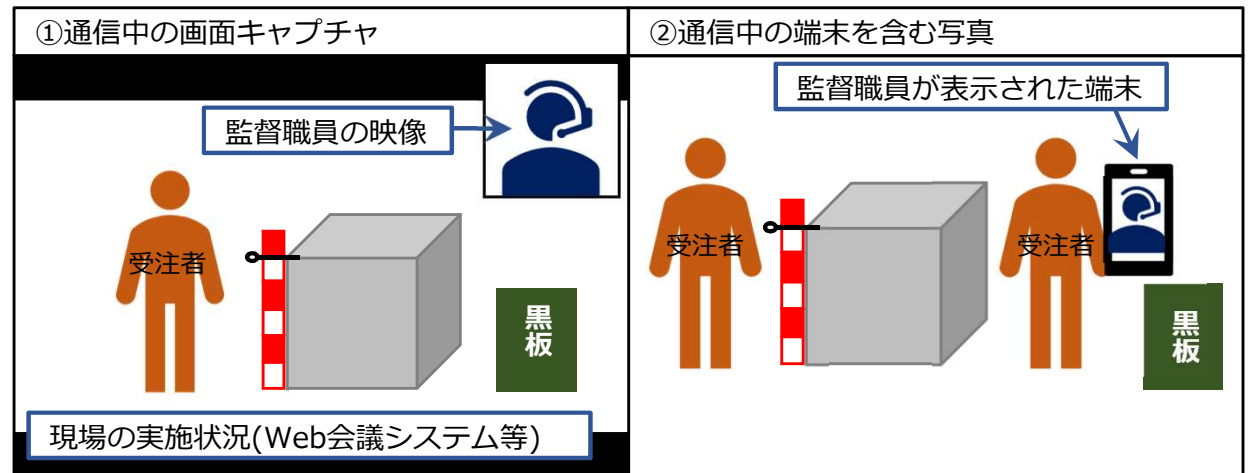 ①通信中の画面キャプチャ
監督職員の映像
受注者
黒板
現場の実施状況(Web会議システム等)
②通信中の端末を含む写真
監督職員が表示された端末
受注者
受注者
黒板